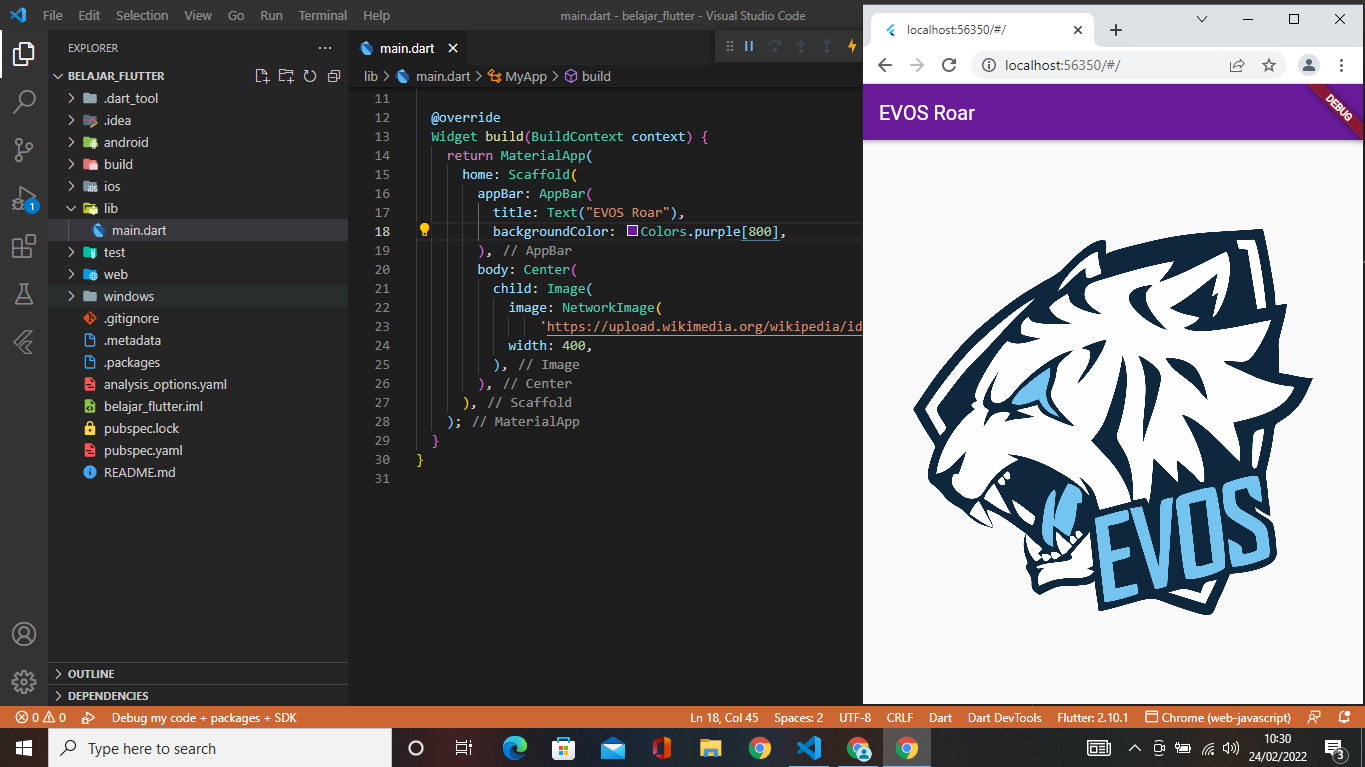 File Edit Selection View Go Run Terminal Help
main.dart - belajar_flutter - Visual Studio Code
EXPLORER
BELAJAR_FLUTTER
.dart_tool
.idea
android
build
ios
lib
main.dart
test
web
windows
.gitignore
.metadata
.packages
analysis_options.yaml
belajar_flutter.iml
pubspec.lock
pubspec.yaml
README.md
OUTLINE
DEPENDENCIES
1
main.dart
lib > main.dart > MyApp > build
11
12 @override
13 Widget build(BuildContext context) {
14 return MaterialApp(
15 home: Scaffold(
16 appBar: AppBar(
17 title: Text("EVOS Roar"),
18 backgroundColor: Colors.purple[800],
19 ), // AppBar
20 body: Center(
21 child: Image(
22 image: NetworkImage(
23 'https://upload.wikimedia.org/wikipedia/id
24 width: 400,
25 ), // Image
26 ), // Center
27 ), // Scaffold
28 ); // MaterialApp
29 }
30 }
31
localhost:56350/#/
localhost:56350/#/
EVOS Roar
DEBUG
EVOS
0 0 Debug my code + packages + SDK
Ln 18, Col 45 Spaces: 2 UTF-8 CRLF Dart Dart DevTools Flutter: 2.10.1 Chrome (web-javascript)
Type here to search
10:30
24/02/2022
3